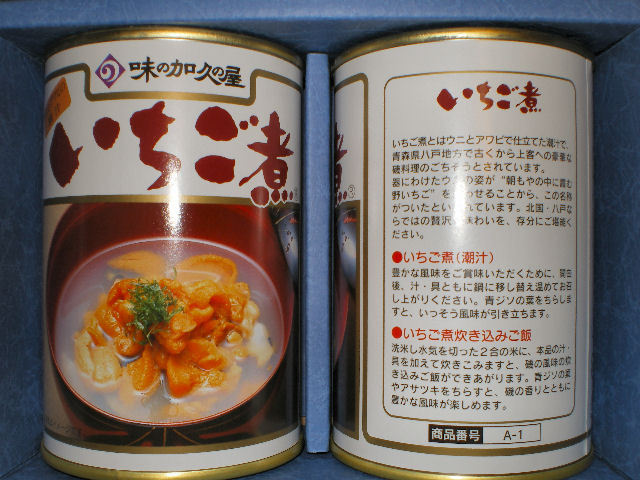 味の加久の屋
いちご煮
煮
いちご煮
いちご煮とはウニとアワビで仕立てた潮汁で、
青森県八戸地方で古くから上客への豪華な
磯料理のごちそうとされています。
器にわけたウニの姿が"朝もやの中に霞む
野いちご"を せることから、この名称
がついたといわれています。北国・八戸な
らではの贅沢 味わいを、存分にご堪能く
ださい。
●いちご煮(潮汁)
豊かな風味をご賞味いただくために、開缶
後、汁・具ともに鍋に移し替え温めてお召
し上がりください。青ジソの葉をちらしま
すと、いっそう風味が引き立ちます。
●いちご煮炊き込みご飯
洗米し水気を切った2合の米に、本品の汁・
具を加えて炊きこみますと、磯の風味の炊
き込みご飯ができあがります。青ジソの葉
やアサツキをちらすと、磯の香りとともに
豊かな風味が楽しめます。
商品番号 A-1